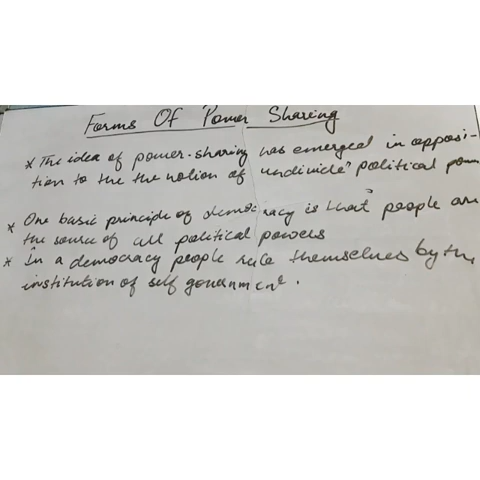 Forms Of Power Sharing
* The idea of power-sharing has emerged in opposi-
tion to the the notion of undivided political pow
* One basic principle of democracy is that people are
the source of all political powers
* In a democracy people rule themselves by the
institution of self government.